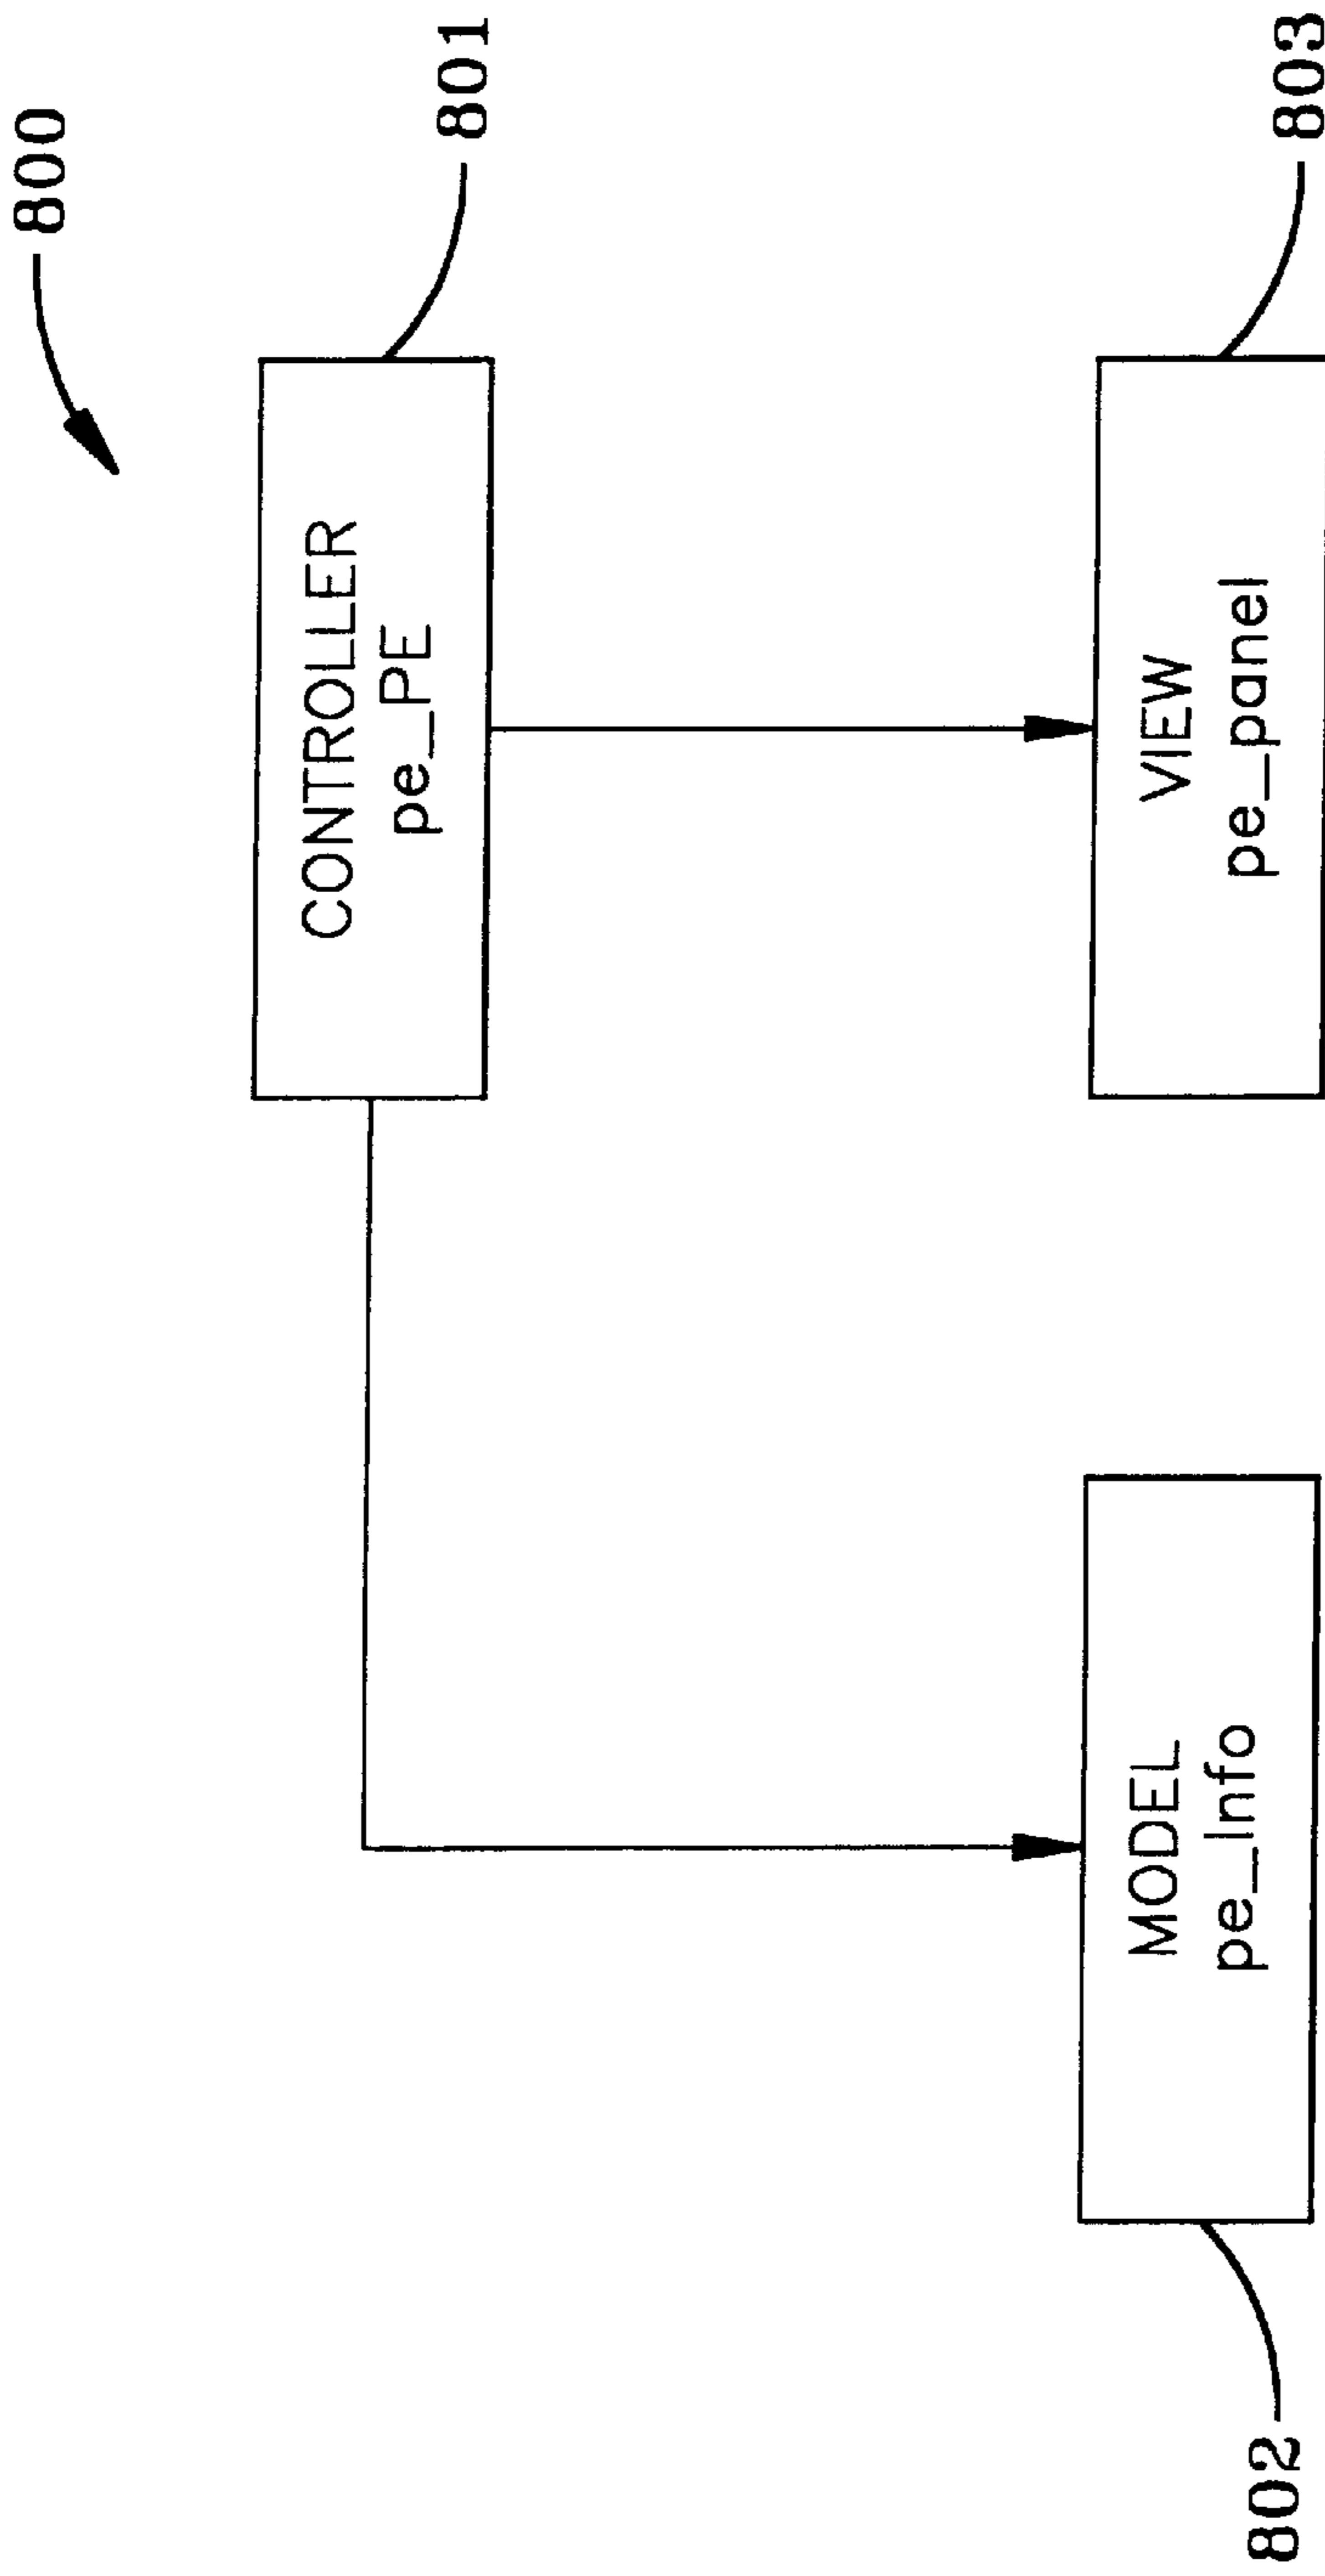 800
CONTROLLER
pe_PE
801
MODEL
pe_Info
802
VIEW
pe_panel
803